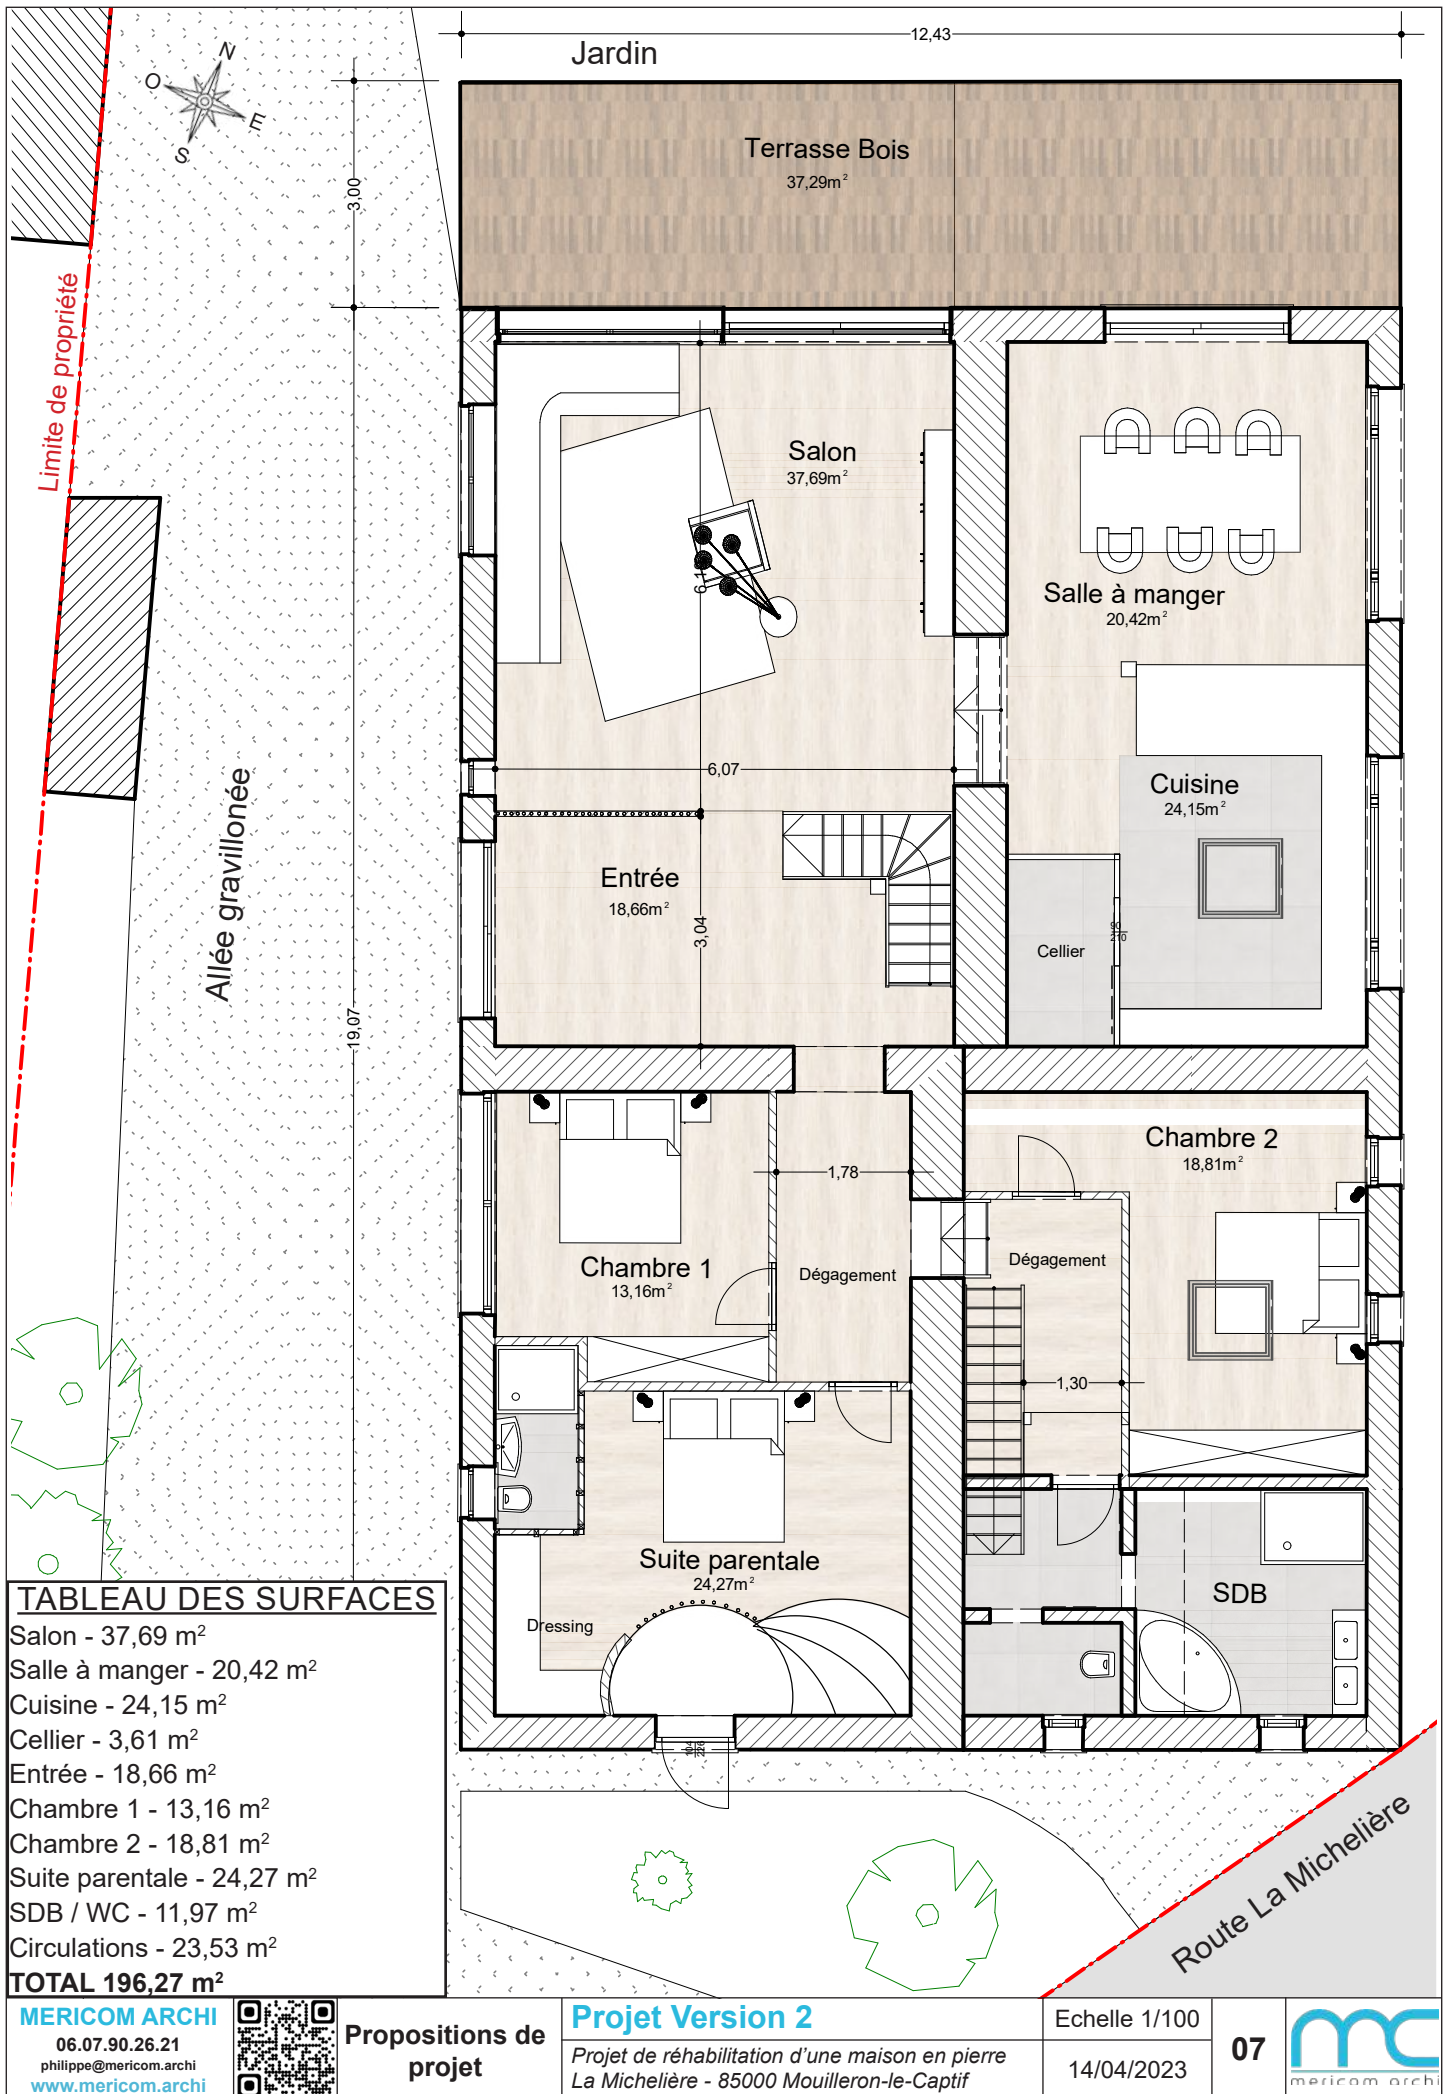 12,43
Jardin
N
O
E
S
3,00
Terrasse Bois
37,29m²
Limite de propriété
Salon
37,69m²
Salle à manger
20,42m²
6,07
Cuisine
24,15m²
Allée gravillonée
Entrée
18,66m²
3,04
Cellier
90
210
19,07
Chambre 2
18,81m²
1,78
Chambre 1
13,16m²
Dégagement
Dégagement
1,30
Suite parentale
24,27m²
SDB
Dressing
104
226
TABLEAU DES SURFACES
Salon - 37,69 m²
Salle à manger - 20,42 m²
Cuisine - 24,15 m²
Cellier - 3,61 m²
Entrée - 18,66 m²
Chambre 1 - 13,16 m²
Chambre 2 - 18,81 m²
Suite parentale - 24,27 m²
SDB / WC - 11,97 m²
Circulations - 23,53 m²
TOTAL 196,27 m²
Route La Michelière
MERICOM ARCHI
06.07.90.26.21
philippe@mericom.archi
www.mericom.archi
Propositions de
projet
Projet Version 2
Projet de réhabilitation d'une maison en pierre
La Michelière - 85000 Mouilleron-le-Captif
Echelle 1/100
14/04/2023
07
mc
mericom archi